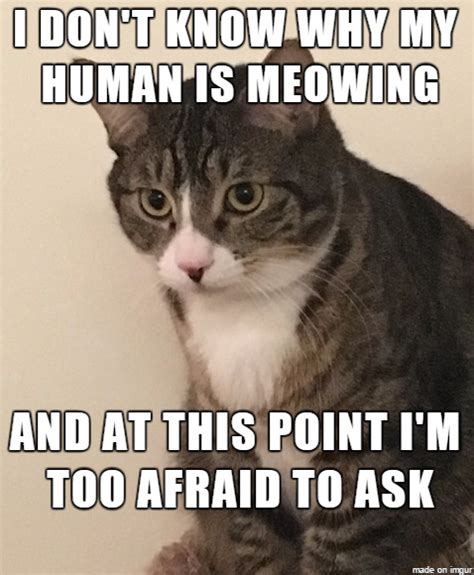 I DON'T KNOW WHY MY
HUMAN IS MEOWING
AND AT THIS POINT I'M
TOO AFRAID TO ASK
made on imgur